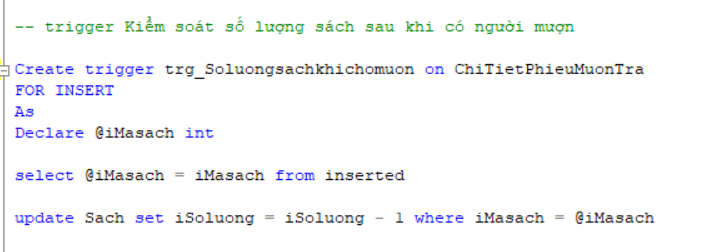 -- trigger Kiểm soát số lượng sách sau khi có người mượn
Create trigger trg_Soluongsachkhichomuon on ChiTietPhieuMuonTra
FOR INSERT
As
Declare @iMasach int
select @iMasach = iMasach from inserted
update Sach set iSoluong = iSoluong - 1 where iMasach = @iMasach